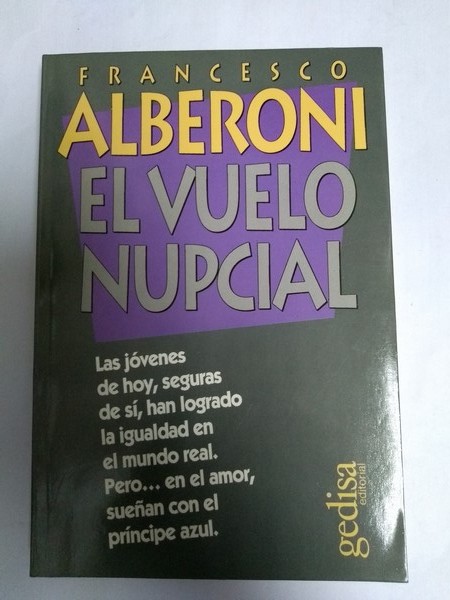 FRANCESCO
ALBERONI
EL VUELO
NUPCIAL
Las jóvenes
de hoy, seguras
de sí, han logrado
la igualdad en
el mundo real.
Pero... en el amor,
sueñan con el
príncipe azul.
gedisa
editorial